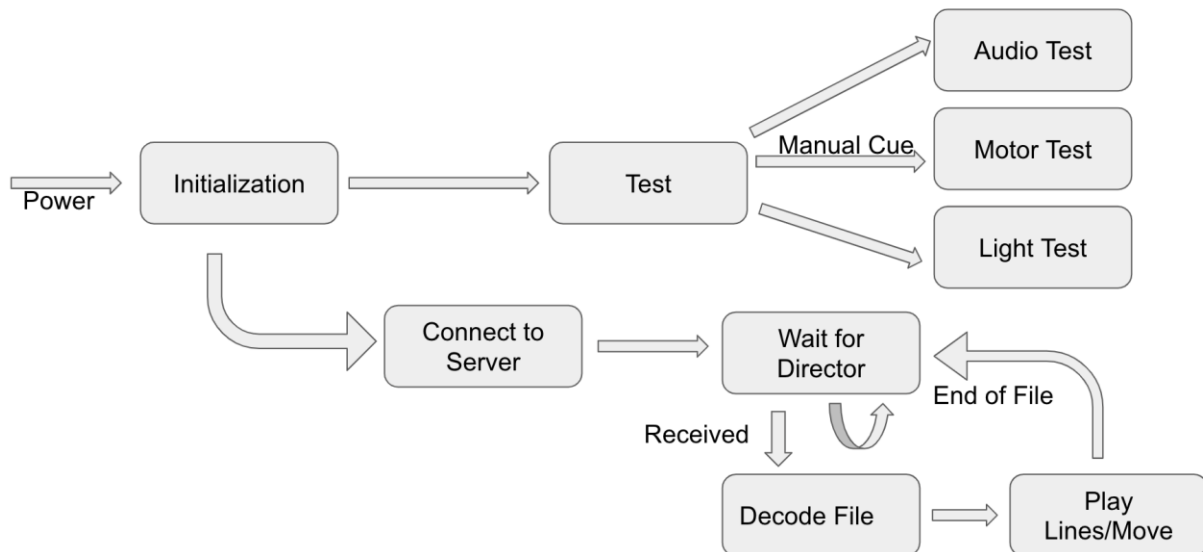 Audio Test
Manual Cue
Motor Test
Power
Initialization
Test
Light Test
Connect to
Server
Wait for
Director
End of File
Received
Decode File
Play
Lines/Move